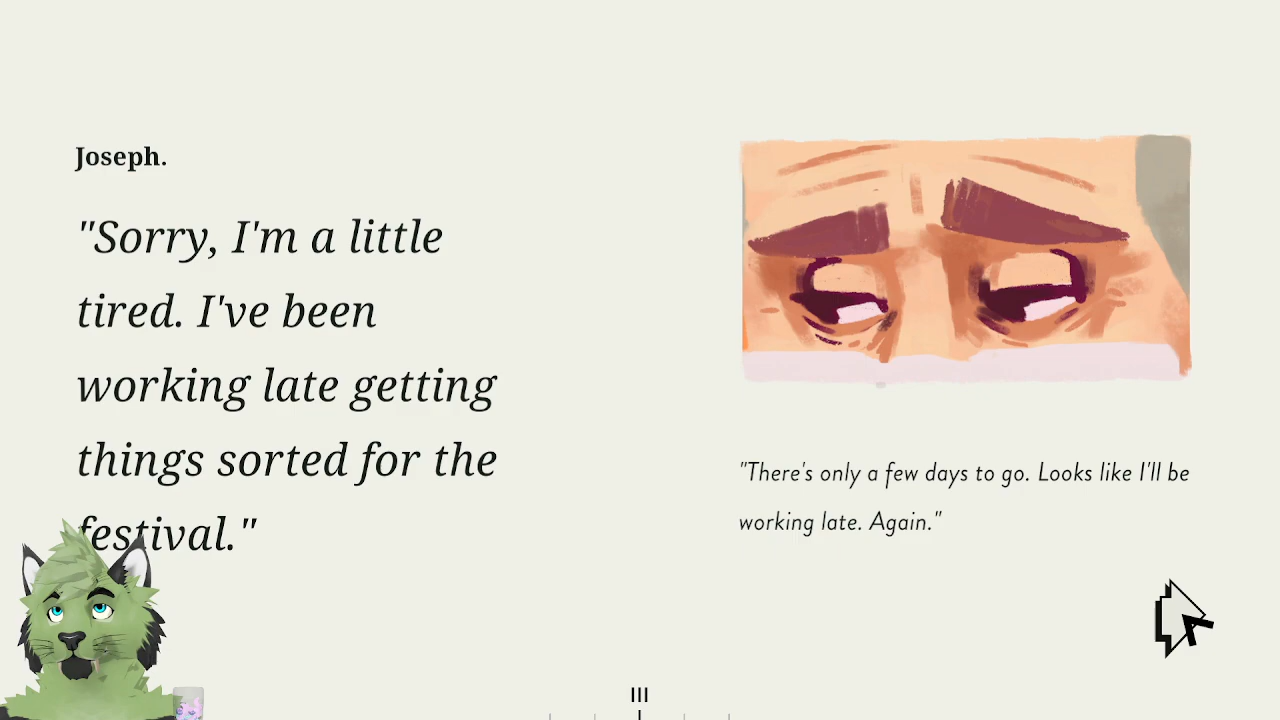 Joseph.
"Sorry, I'm a little
tired. I've been
working late getting
things sorted for the
festival."
"There's only a few days to go. Looks like I'll be
working late. Again."
III